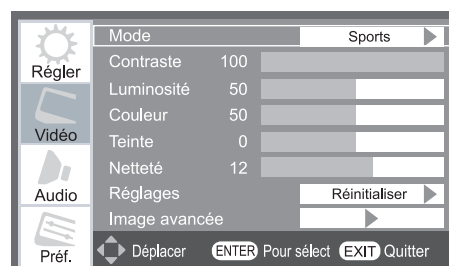 Régler
Vidéo
Audio
Préf.
Mode Sports
Contraste 100
Luminosité 50
Couleur 50
Teinte 0
Netteté 12
Réglages Réinitialiser
Image avancée
Déplacer ENTER Pour sélect EXIT Quitter